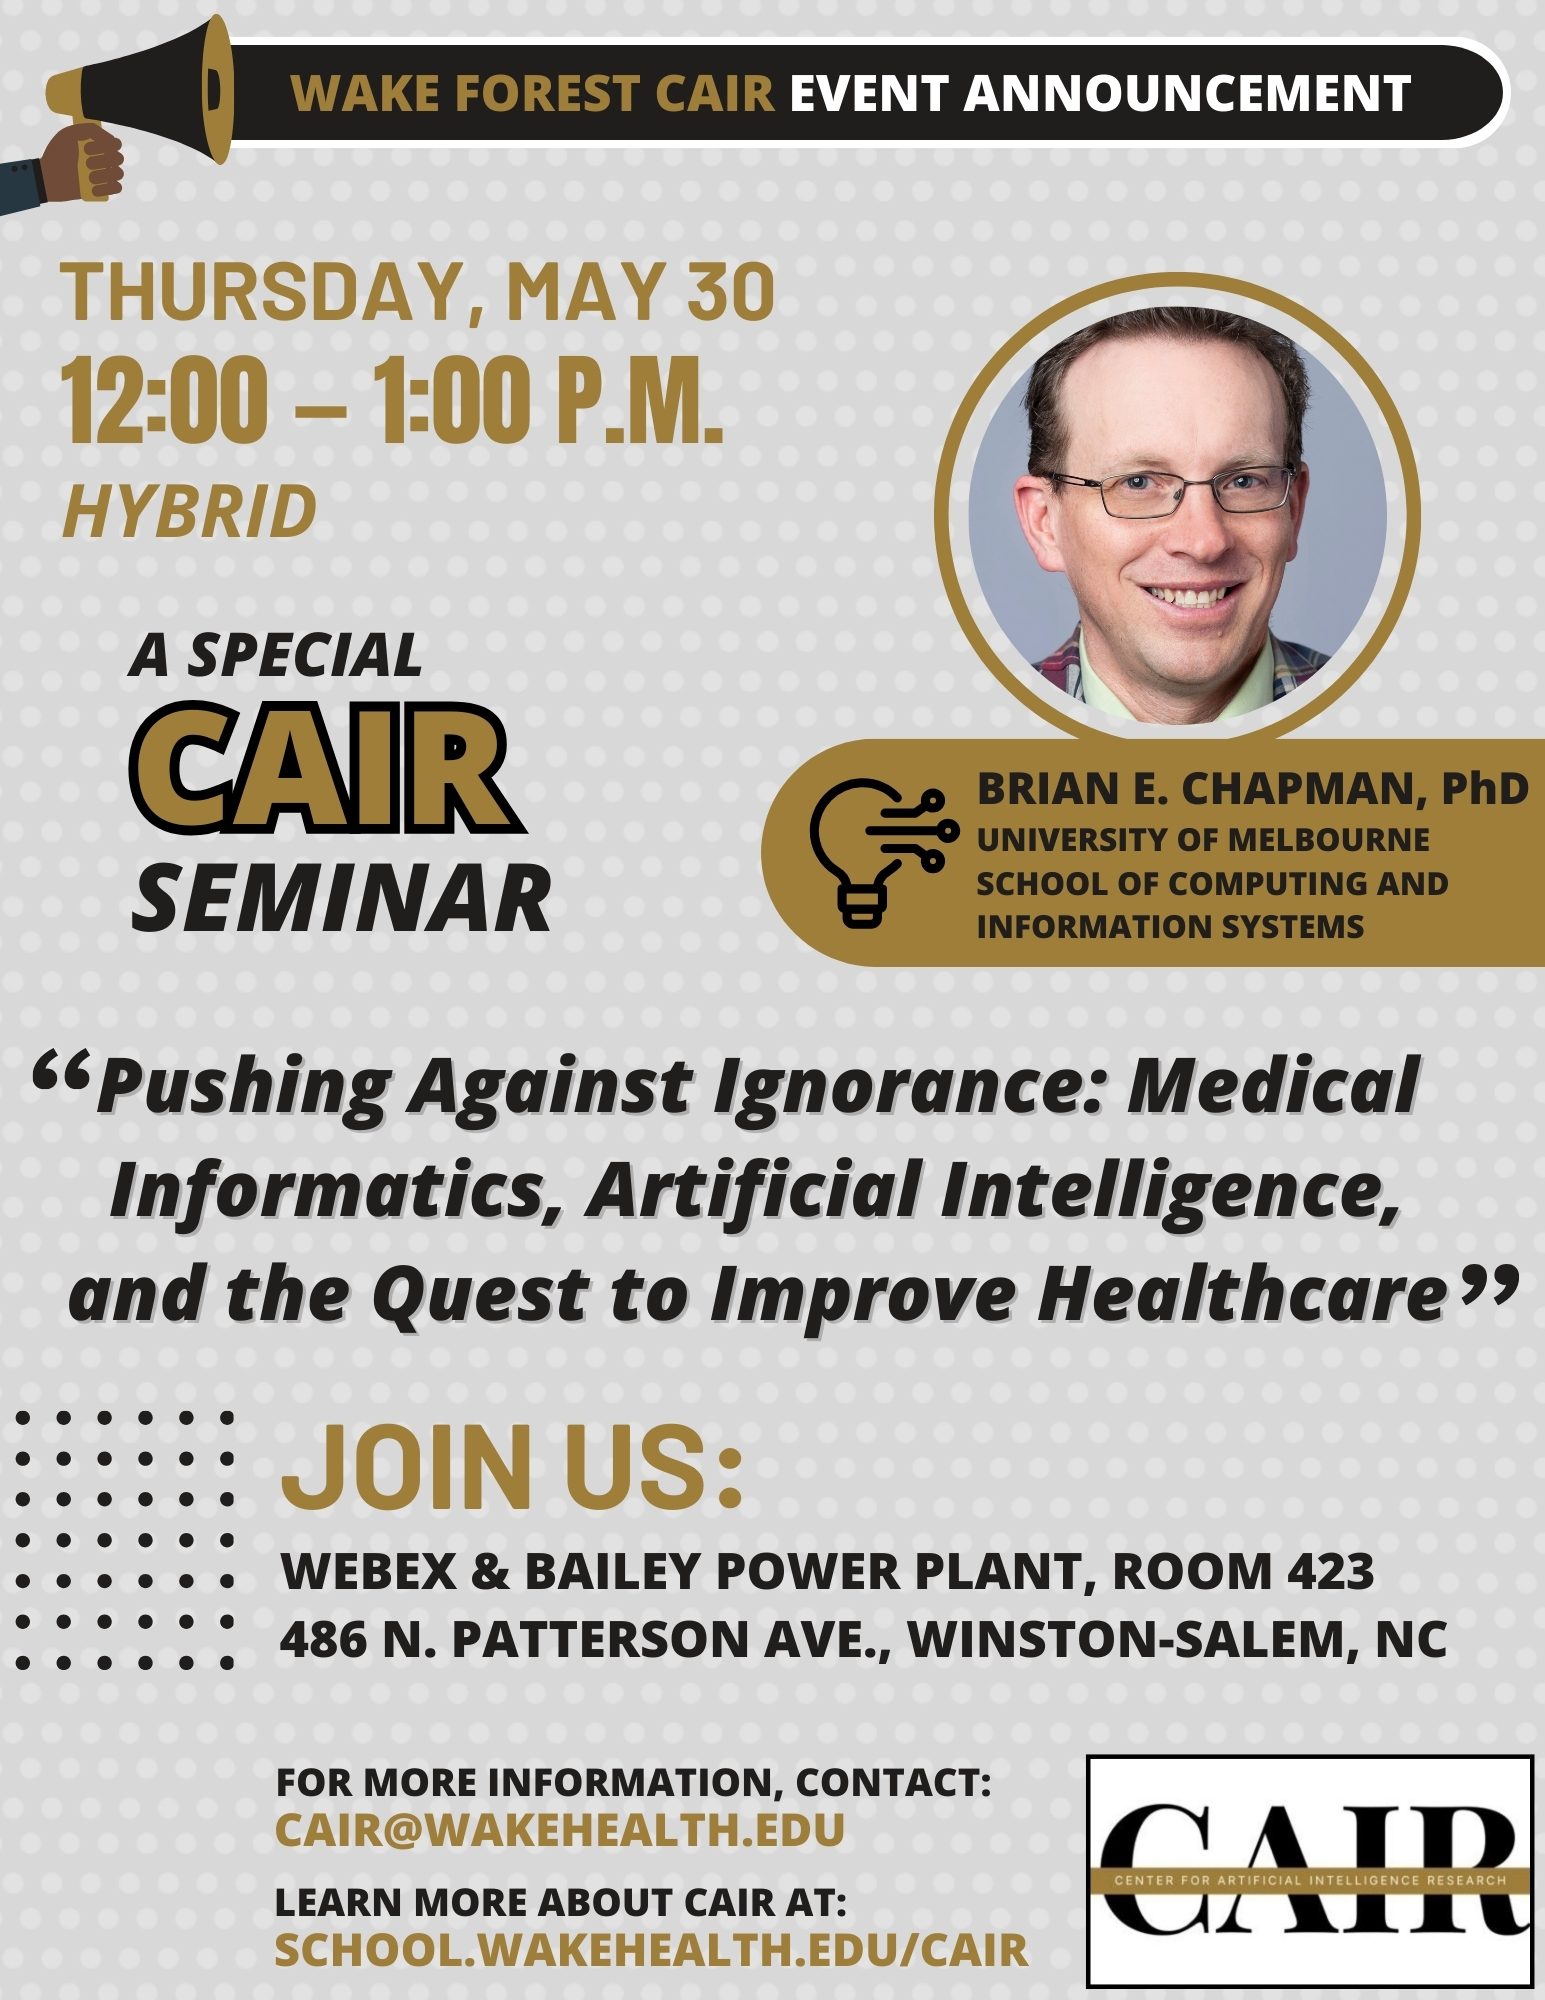 WAKE FOREST CAIR EVENT ANNOUNCEMENT
THURSDAY, MAY 30
12:00 – 1:00 P.M.
HYBRID
A SPECIAL
CAIR
SEMINAR
BRIAN E. CHAPMAN, PhD
UNIVERSITY OF MELBOURNE
SCHOOL OF COMPUTING AND
INFORMATION SYSTEMS
“Pushing Against Ignorance: Medical
Informatics, Artificial Intelligence,
and the Quest to Improve Healthcare”
JOIN US:
WEBEX & BAILEY POWER PLANT, ROOM 423
486 N. PATTERSON AVE., WINSTON-SALEM, NC
FOR MORE INFORMATION, CONTACT:
CAIR@WAKEHEALTH.EDU
LEARN MORE ABOUT CAIR AT:
SCHOOL.WAKEHEALTH.EDU/CAIR
CAIR
CENTER FOR ARTIFICIAL INTELLIGENCE RESEARCH